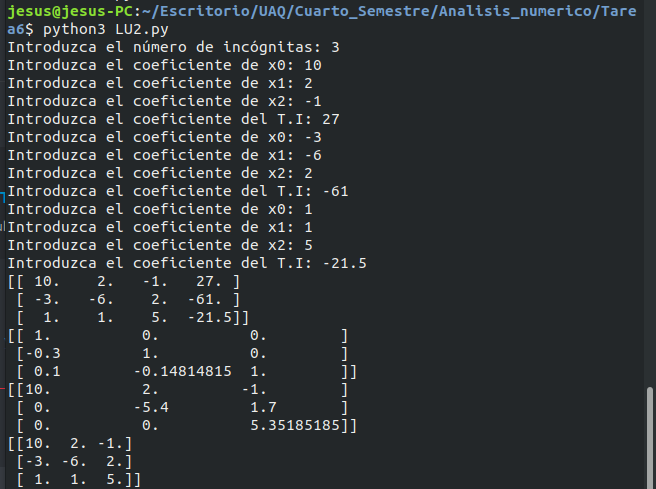 jesus@jesus-PC:~/Escritorio/UAQ/Cuarto_Semestre/Analisis_numerico/Tare
a6$ python3 LU2.py
Introduzca el número de incógnitas: 3
Introduzca el coeficiente de x0: 10
Introduzca el coeficiente de x1: 2
Introduzca el coeficiente de x2: -1
Introduzca el coeficiente del T.I: 27
Introduzca el coeficiente de x0: -3
Introduzca el coeficiente de x1: -6
Introduzca el coeficiente de x2: 2
Introduzca el coeficiente del T.I: -61
Introduzca el coeficiente de x0: 1
Introduzca el coeficiente de x1: 1
Introduzca el coeficiente de x2: 5
Introduzca el coeficiente del T.I: -21.5
[[ 10.    2.   -1.   27. ]
 [ -3.   -6.    2.  -61. ]
 [  1.    1.    5.  -21.5]]
[[ 1.          0.          0.        ]
 [-0.3         1.          0.        ]
 [ 0.1        -0.14814815  1.        ]]
[[10.          2.         -1.        ]
 [ 0.         -5.4         1.7       ]
 [ 0.          0.          5.35185185]]
[[10.  2. -1.]
 [-3. -6.  2.]
 [ 1.  1.  5.]]